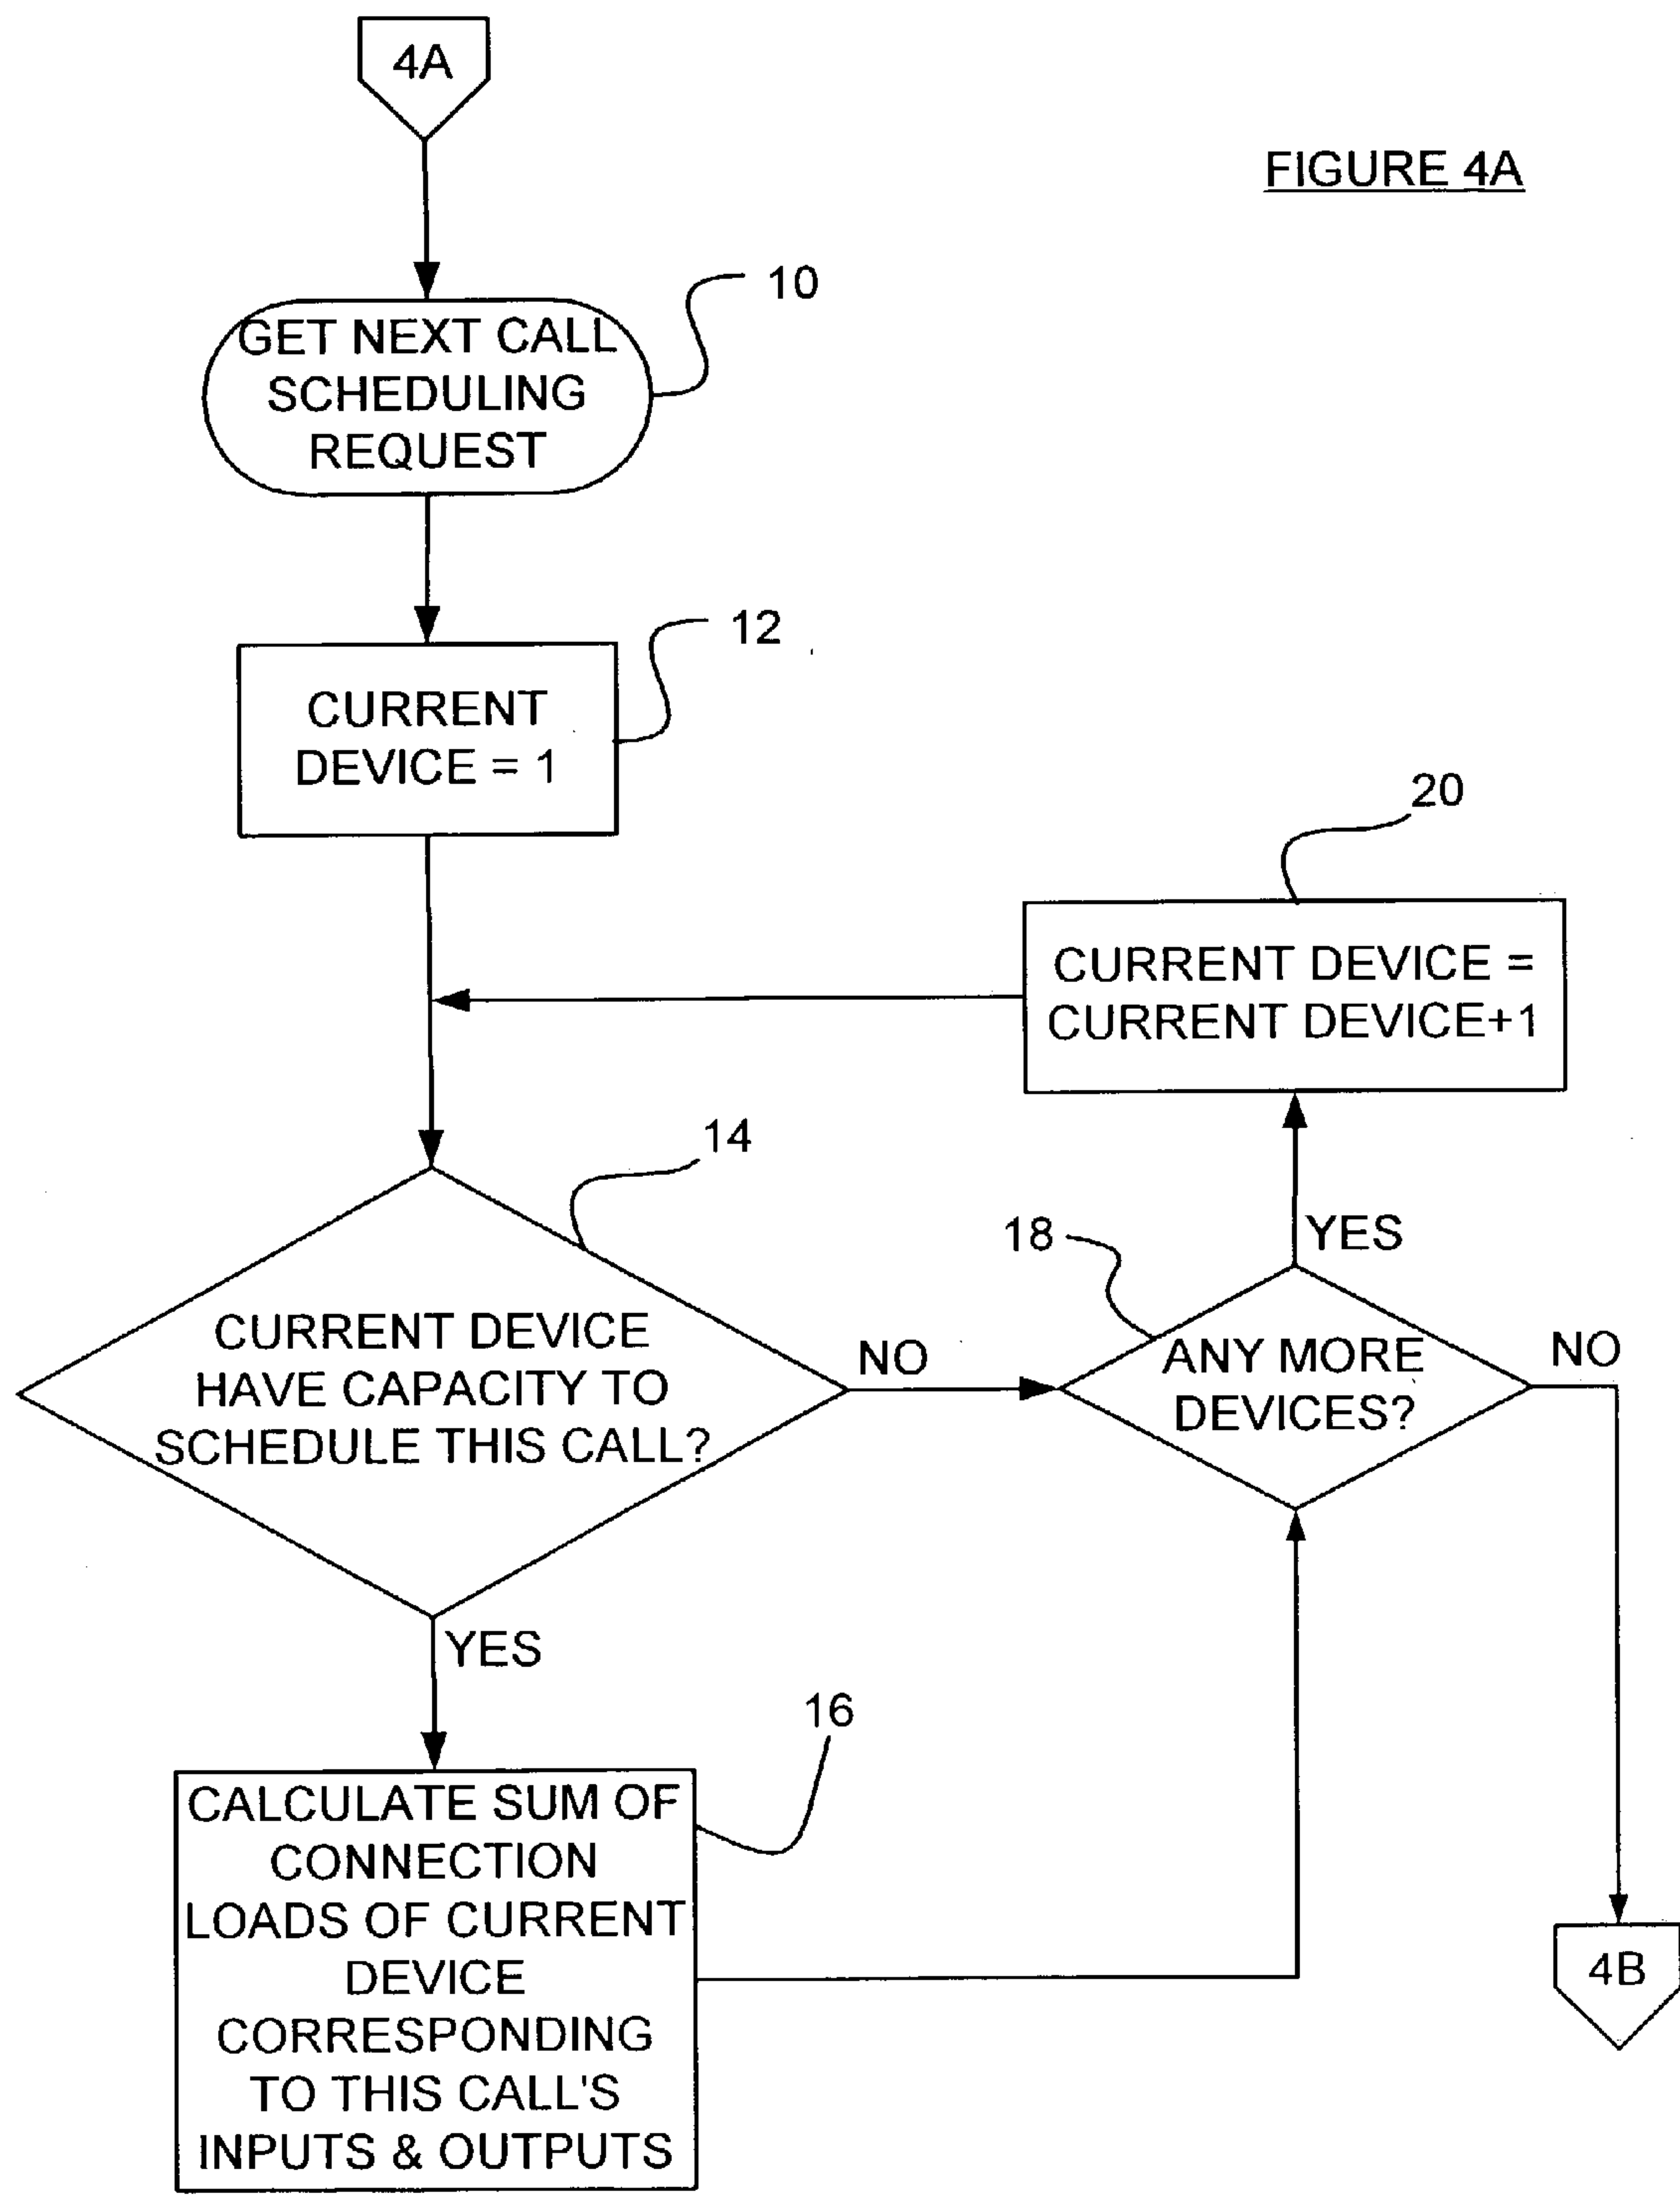 4A
FIGURE 4A
10
GET NEXT CALL
SCHEDULING
REQUEST
12
CURRENT
DEVICE = 1
20
CURRENT DEVICE =
CURRENT DEVICE+1
14
18
YES
CURRENT DEVICE
HAVE CAPACITY TO
SCHEDULE THIS CALL?
NO
ANY MORE
DEVICES?
NO
YES
16
CALCULATE SUM OF
CONNECTION
LOADS OF CURRENT
DEVICE
CORRESPONDING
TO THIS CALL'S
INPUTS & OUTPUTS
4B